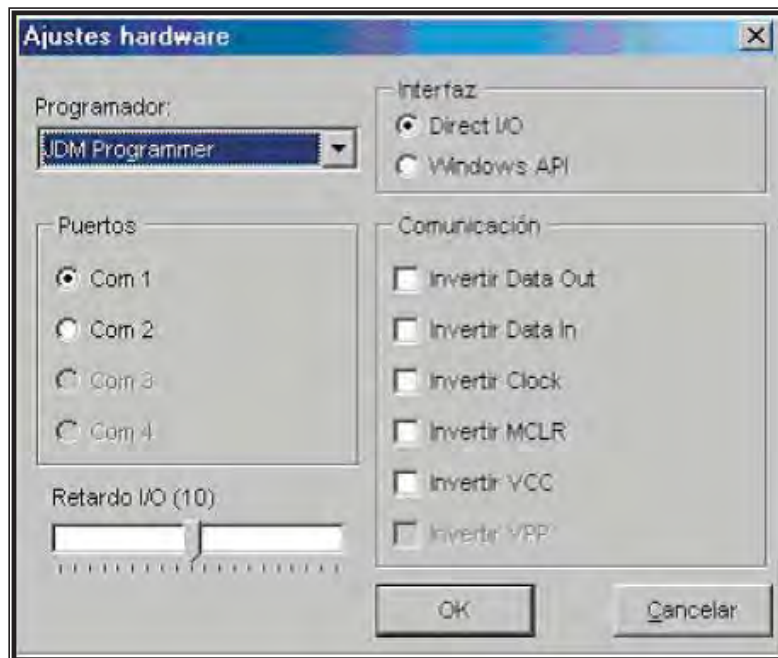 Ajustes hardware
Programador:
JDM Programmer
Interfaz
Direct I/O
Windows API
Puertos
Com 1
Com 2
Com 3
Com 4
Comunicación
Invertir Data Out
Invertir Data In
Invertir Clock
Invertir MCLR
Invertir VCC
Invertir VPP
Retardo I/O (10)
OK
Cancelar